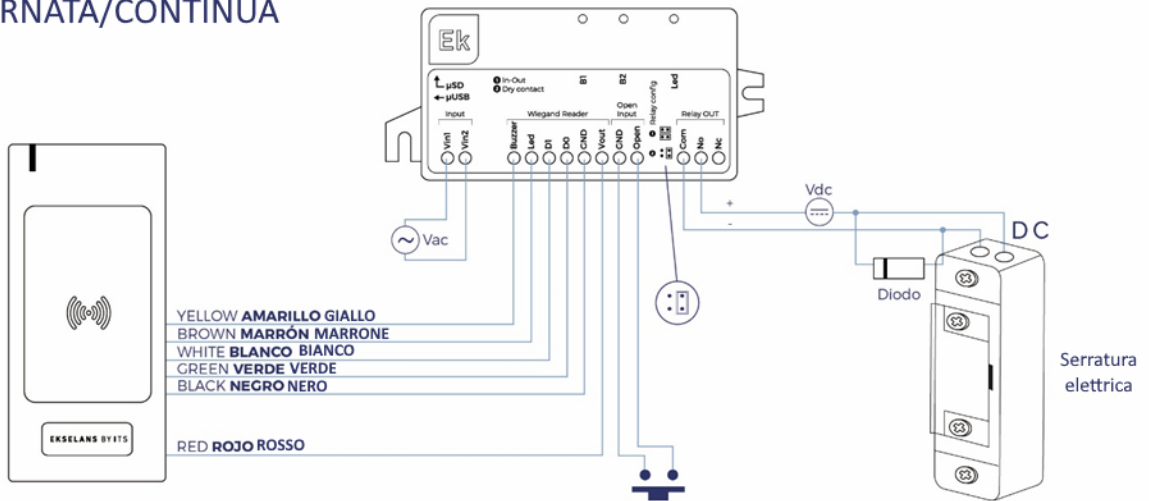 RNATA/CONTINUA
Ek
µSD
µUSB
1 In-Out
2 Dry contact
B1
B2
Led
Input
Wiegand Reader
Open
Input
Relay config
Relay OUT
Vin1
Vin2
Buzzer
Led
D1
D0
GND
Vout
GND
Open
Com
No
Nc
Vac
+
-
Vdc
DC
Diodo
Serratura
elettrica
YELLOW AMARILLO GIALLO
BROWN MARRÓN MARRONE
WHITE BLANCO BIANCO
GREEN VERDE VERDE
BLACK NEGRO NERO
RED ROJO ROSSO
EKSELANS BY ITS